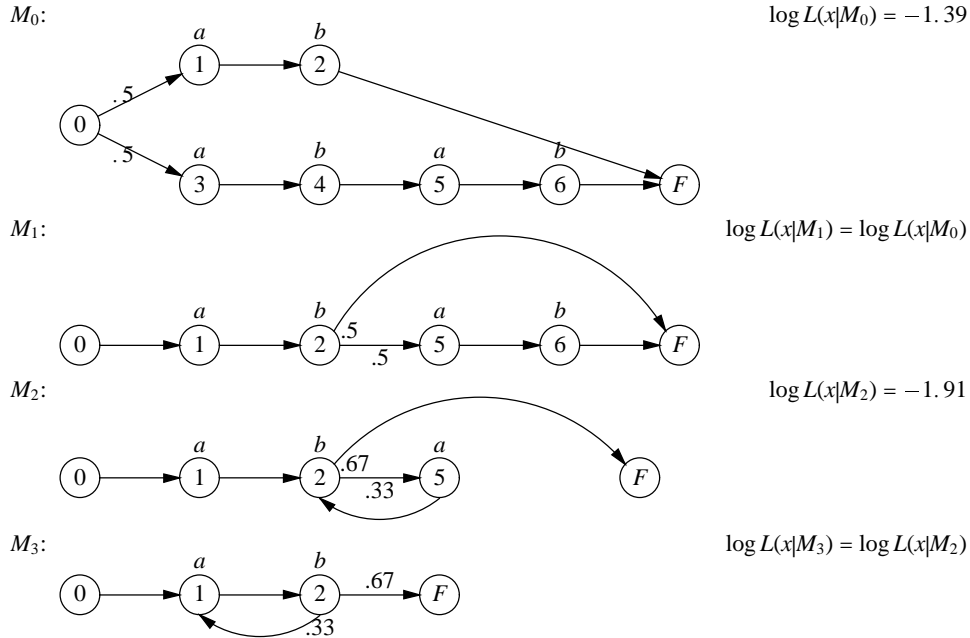 M0: log L(x|M0) = −1. 39
a b
1 2
.5
0
.5
a b a b
3 4 5 6 F
M1: log L(x|M1) = log L(x|M0)
a b a b
0 1 2 .5 .5 5 6 F
M2: log L(x|M2) = −1. 91
a b a
0 1 2 .67 .33 5 F
M3: log L(x|M3) = log L(x|M2)
a b
0 1 2 .67 F
.33